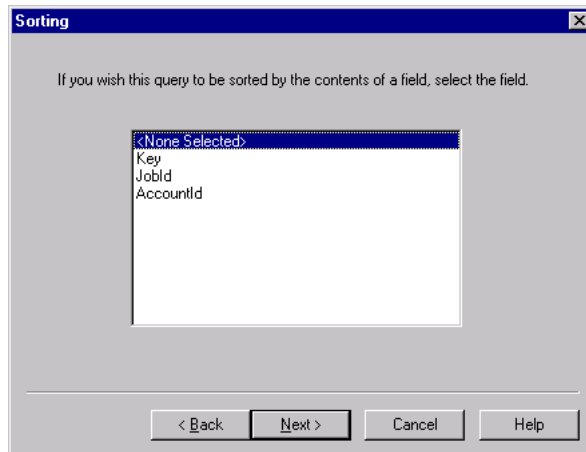 Sorting
If you wish this query to be sorted by the contents of a field, select the field.
<None Selected>
Key
JobId
AccountId
< Back Next > Cancel Help